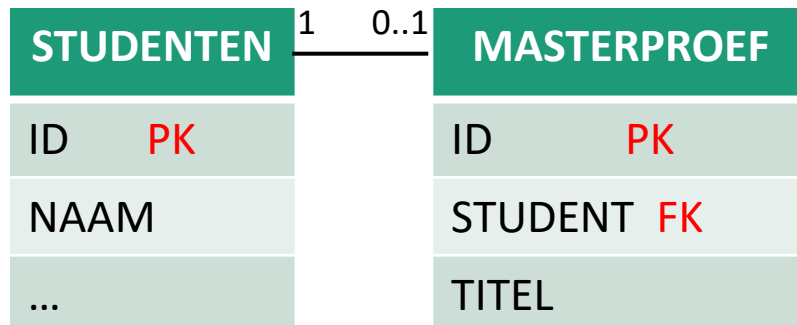 STUDENTEN 1 0..1 MASTERPROEF
ID PK ID PK
NAAM STUDENT FK
... TITEL